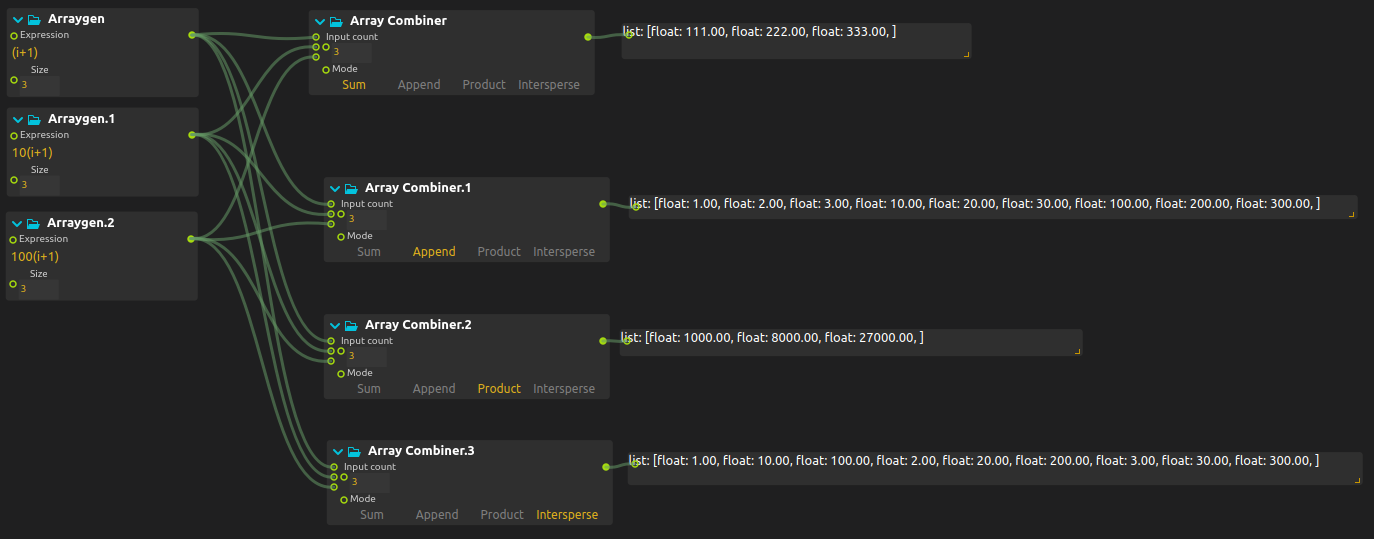 Arraygen
Expression
(i+1)
Size
3
Arraygen.1
Expression
10(i+1)
Size
3
Arraygen.2
Expression
100(i+1)
Size
3
Array Combiner
Input count
3
Mode
Sum Append Product Intersperse
list: [float: 111.00, float: 222.00, float: 333.00, ]
Array Combiner.1
Input count
3
Mode
Sum Append Product Intersperse
list: [float: 1.00, float: 2.00, float: 3.00, float: 10.00, float: 20.00, float: 30.00, float: 100.00, float: 200.00, float: 300.00, ]
Array Combiner.2
Input count
3
Mode
Sum Append Product Intersperse
list: [float: 1000.00, float: 8000.00, float: 27000.00, ]
Array Combiner.3
Input count
3
Mode
Sum Append Product Intersperse
list: [float: 1.00, float: 10.00, float: 100.00, float: 2.00, float: 20.00, float: 200.00, float: 3.00, float: 30.00, float: 300.00, ]